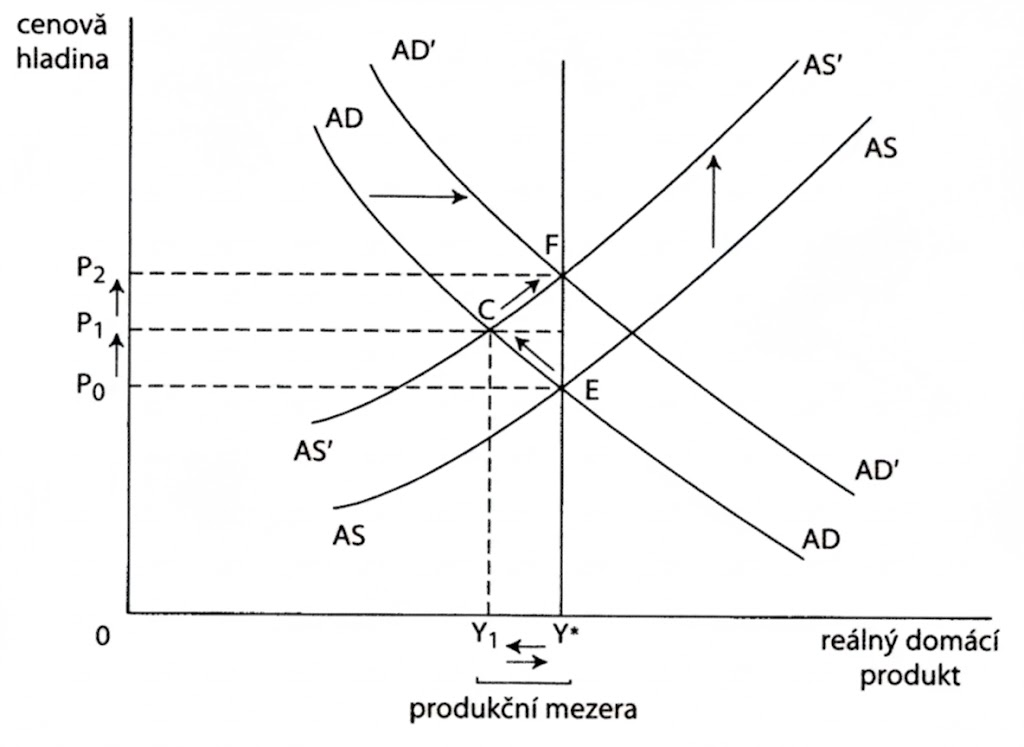 cenová
hladina
AD'
AS'
AD
AS
F
P2
C
P1
P0
E
AS'
AD'
AS
AD
0
Y1
Y*
reálný domácí
produkt
produkční mezera